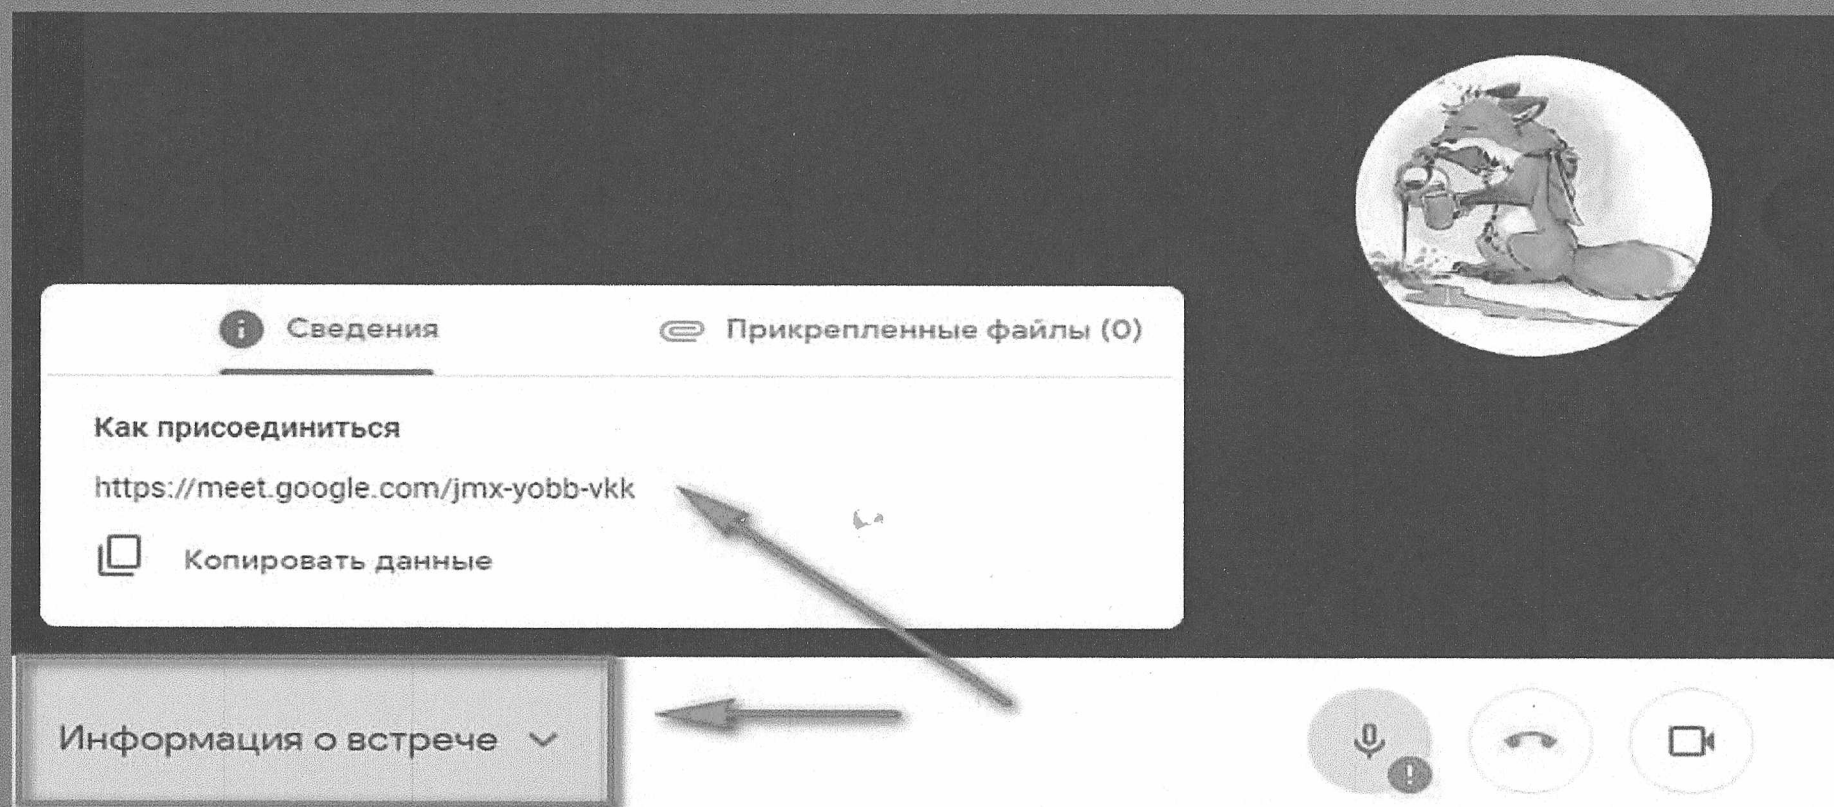 Сведения
Прикрепленные файлы (0)
Как присоединиться
https://meet.google.com/jmx-yobb-vkk
Копировать данные
Информация о встрече